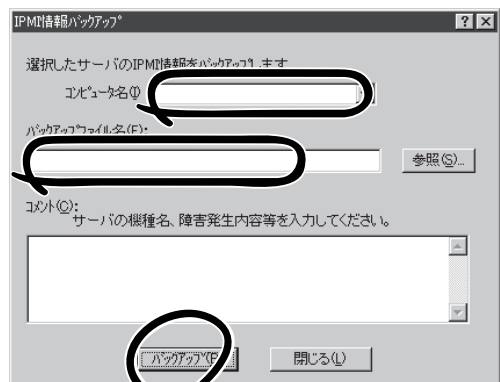 IPMI情報バックアップ
選択したサーバのIPMI情報をバックアップします
コンピュータ名(I)
バックアップファイル名(F):
参照(S)...
コメント(C):
サーバの機種名、障害発生内容等を入力してください。
バックアップ
閉じる(L)